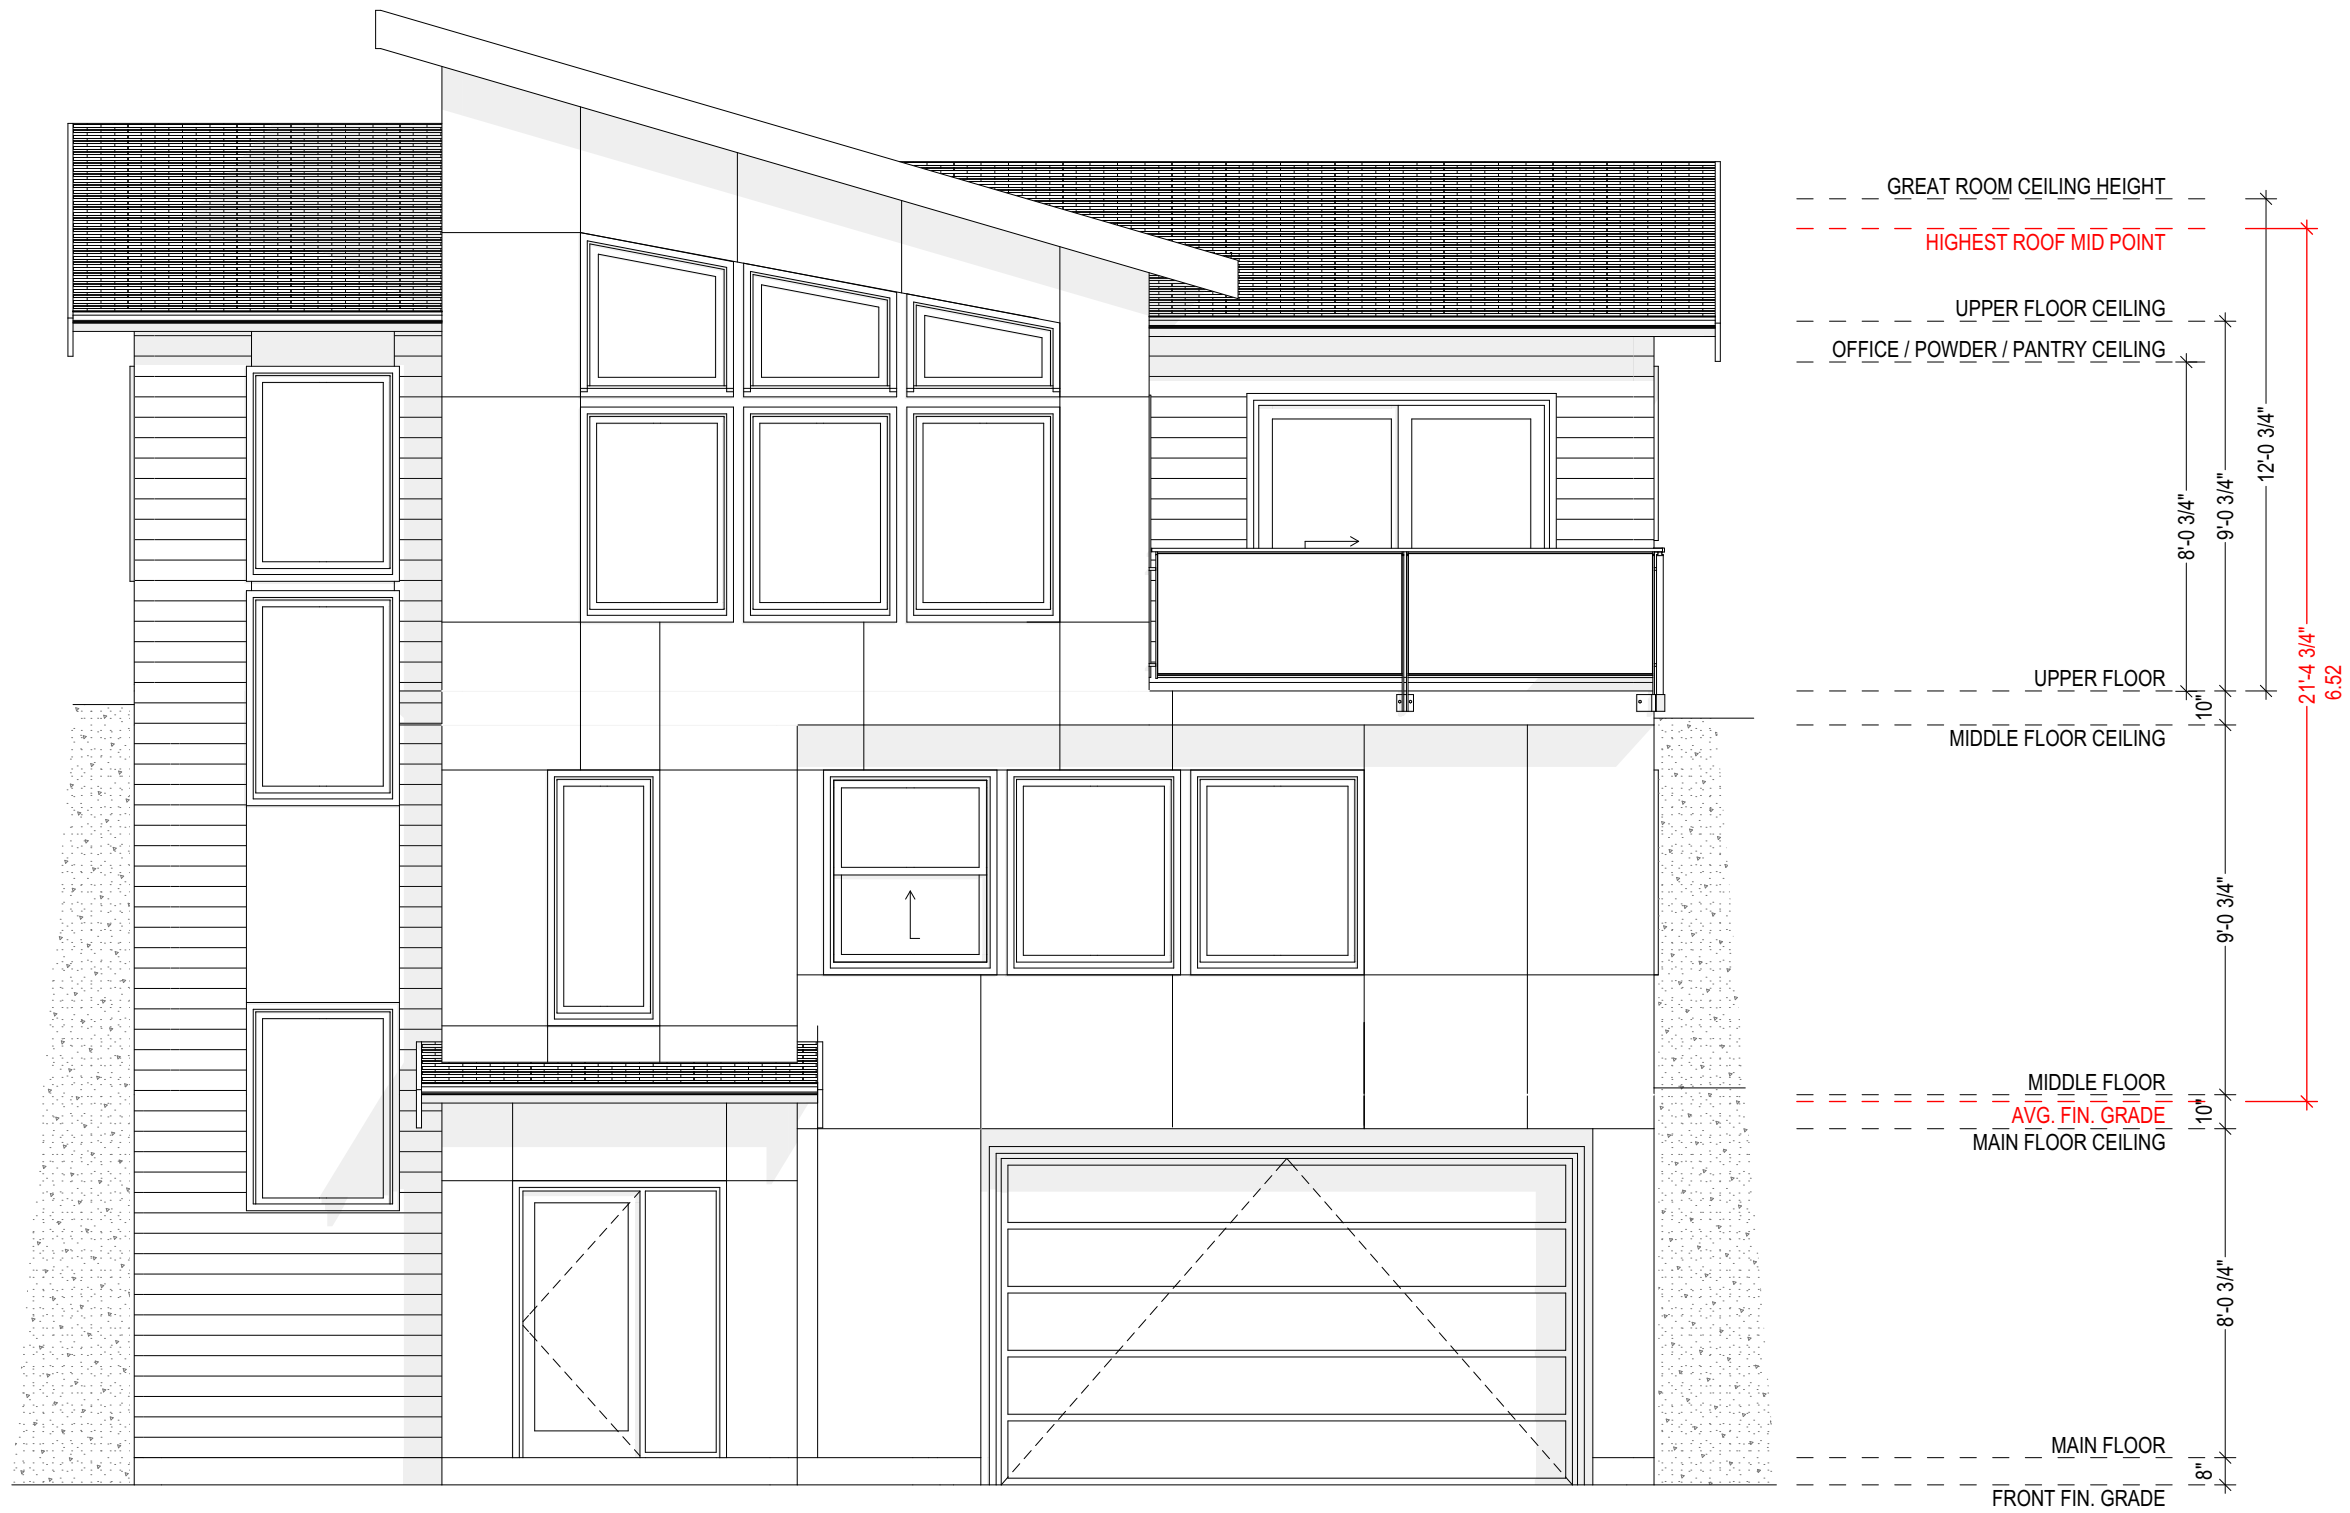 GREAT ROOM CEILING HEIGHT
HIGHEST ROOF MID POINT
UPPER FLOOR CEILING
OFFICE / POWDER / PANTRY CEILING
12'-0 3/4"
9'-0 3/4"
8'-0 3/4"
21'-4 3/4"
6.52
UPPER FLOOR
10"
MIDDLE FLOOR CEILING
9'-0 3/4"
MIDDLE FLOOR
10"
AVG. FIN. GRADE
MAIN FLOOR CEILING
8'-0 3/4"
MAIN FLOOR
8"
FRONT FIN. GRADE